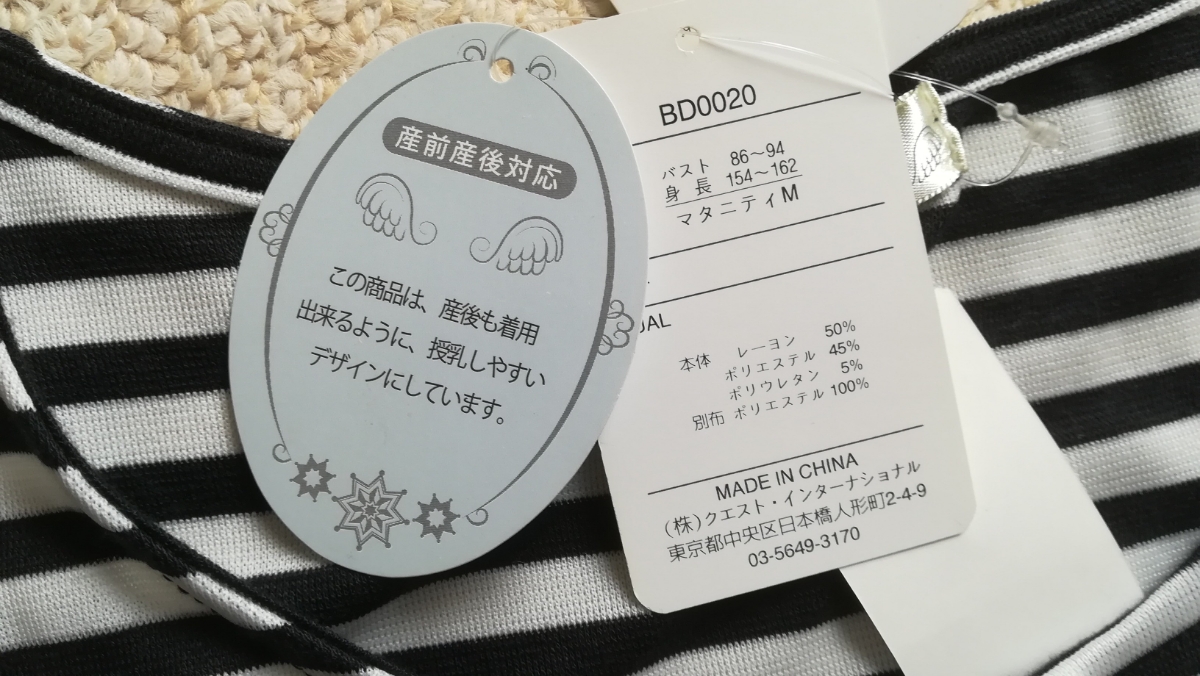 産前産後対応
この商品は、産後も着用
出来るように、授乳しやすい
デザインにしています。
BD0020
バスト 86～94
身長 154～162
マタニティM
UAL
本体 レーヨン 50%
ポリエステル 45%
ポリウレタン 5%
別布 ポリエステル 100%
MADE IN CHINA
(株)クエスト・インターナショナル
東京都中央区日本橋人形町2-4-9
03-5649-3170